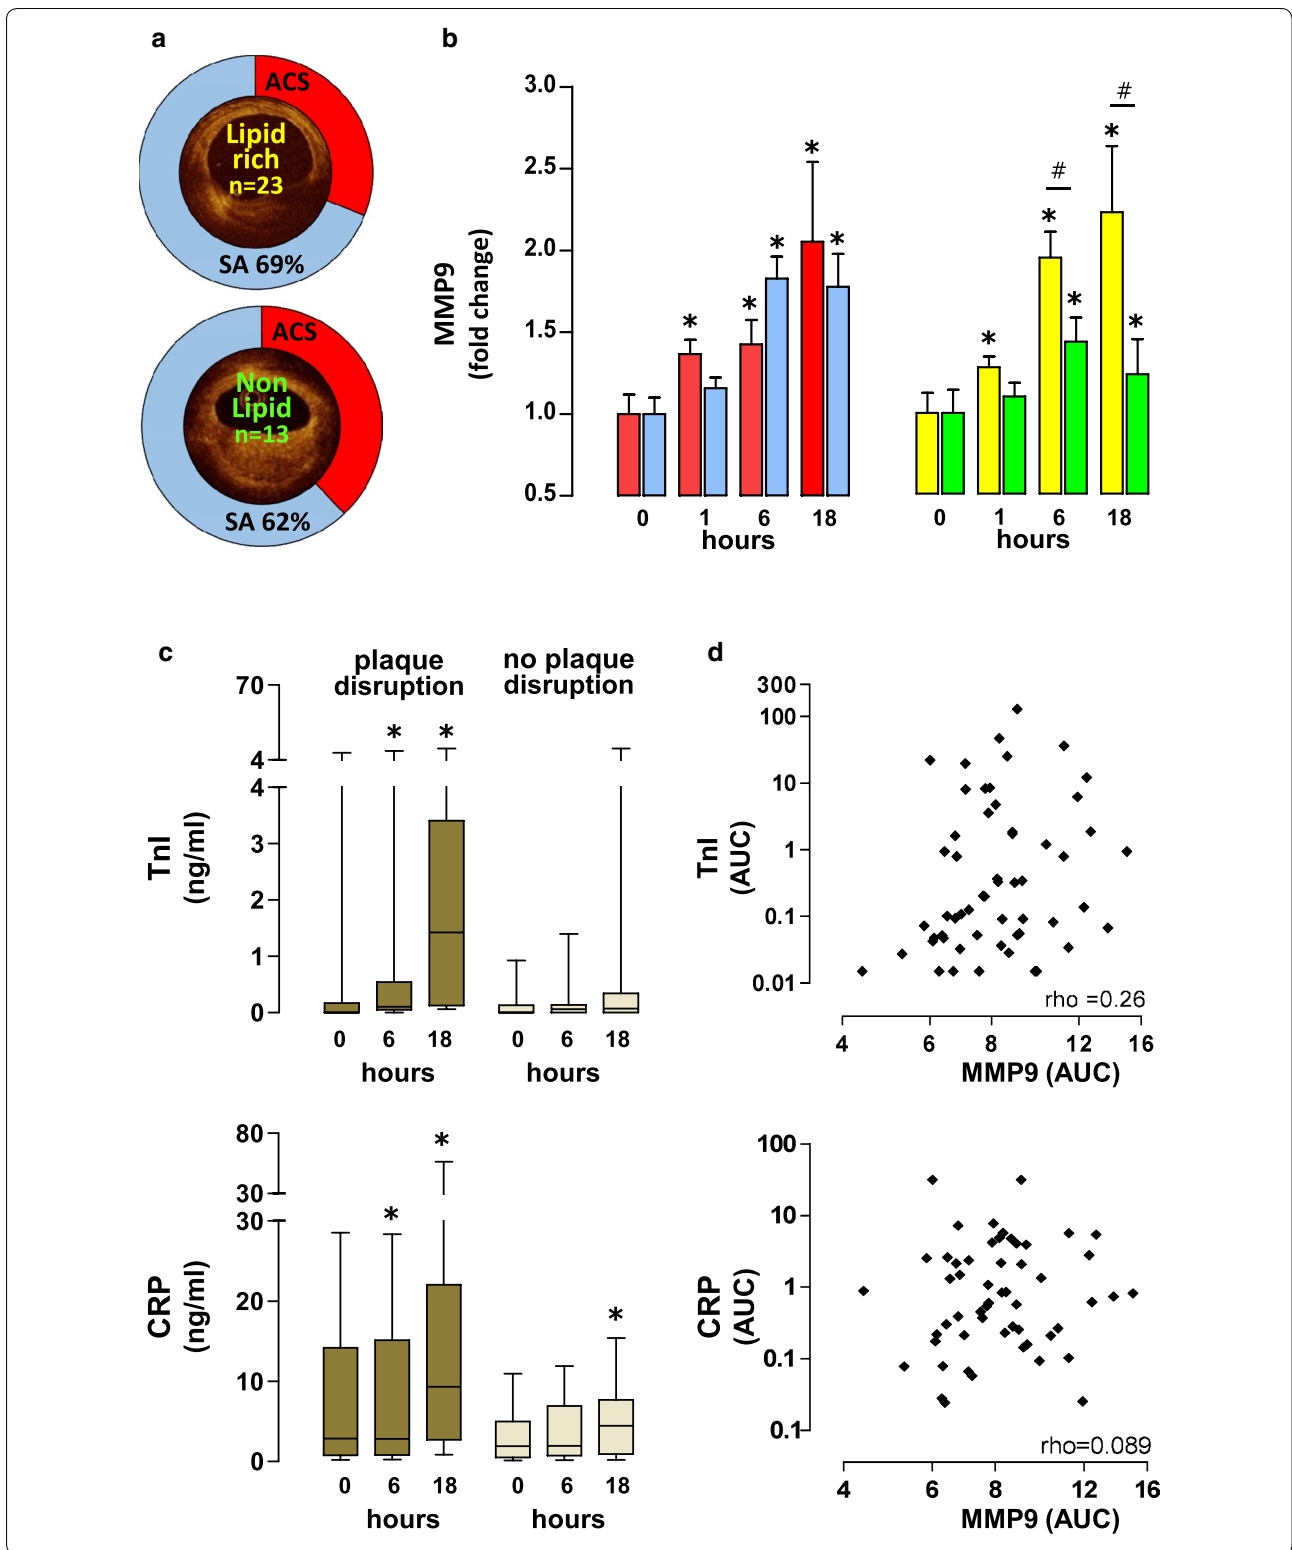 a
ACS
Lipid
rich
n=23
SA 69%
ACS
Non
Lipid
n=13
SA 62%
b
MMP9
(fold change)
3.0
2.5
2.0
1.5
1.0
0.5
* * * * *
0 1 6 18
hours
#
#
* * * * *
0 1 6 18
hours
c
plaque
disruption
no plaque
disruption
TnI
(ng/ml)
70
4
4
3
2
1
0
* *
0 6 18
hours
0 6 18
hours
CRP
(ng/ml)
80
30
30
20
10
0
* *
0 6 18
hours
*
0 6 18
hours
d
TnI
(AUC)
300
100
10
1
0.1
0.01
rho =0.26
4 6 8 12 16
MMP9 (AUC)
CRP
(AUC)
100
10
1
0.1
0.1
rho=0.089
4 6 8 12 16
MMP9 (AUC)